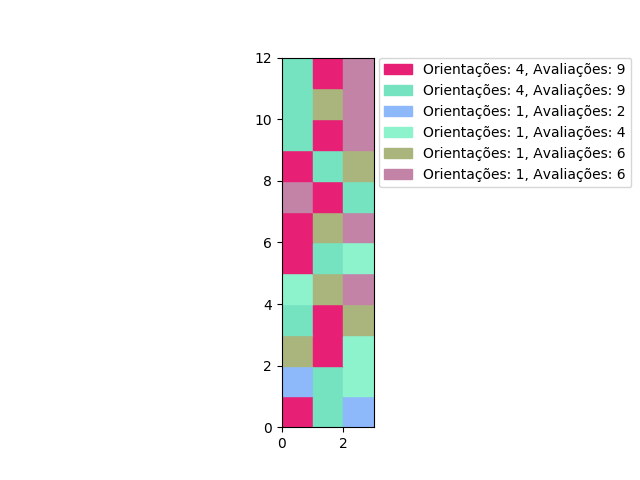 Orientações: 4, Avaliações: 9
Orientações: 4, Avaliações: 9
Orientações: 1, Avaliações: 2
Orientações: 1, Avaliações: 4
Orientações: 1, Avaliações: 6
Orientações: 1, Avaliações: 6
12
10
8
6
4
2
0
0 2